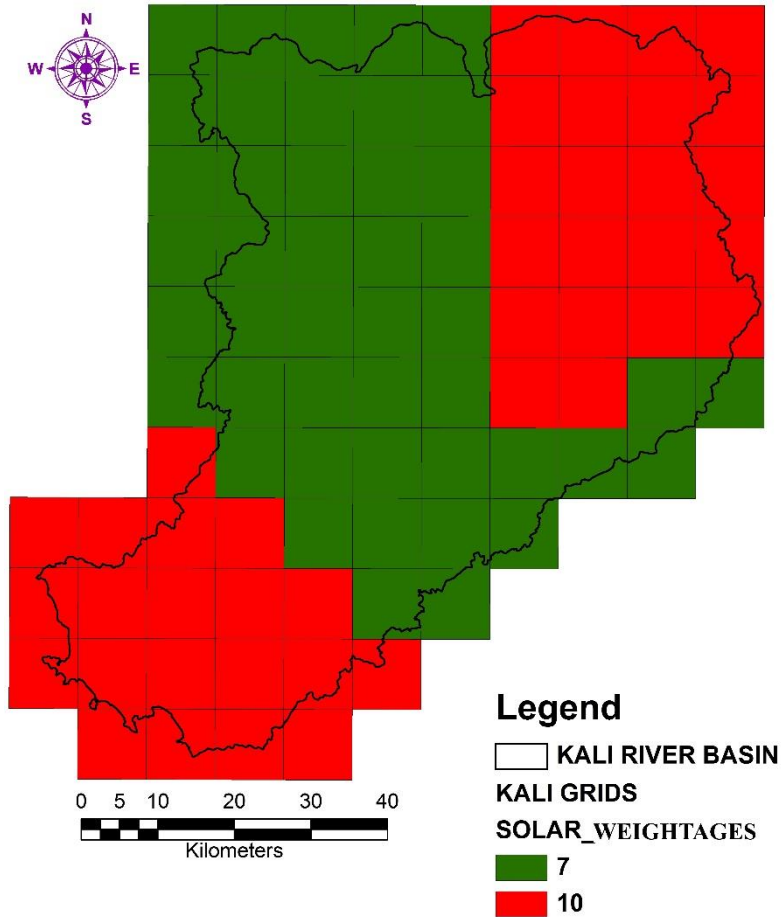 N
W E
S
0 5 10 20 30 40
Kilometers
Legend
KALI RIVER BASIN
KALI GRIDS
SOLAR_WEIGHTAGES
7
10